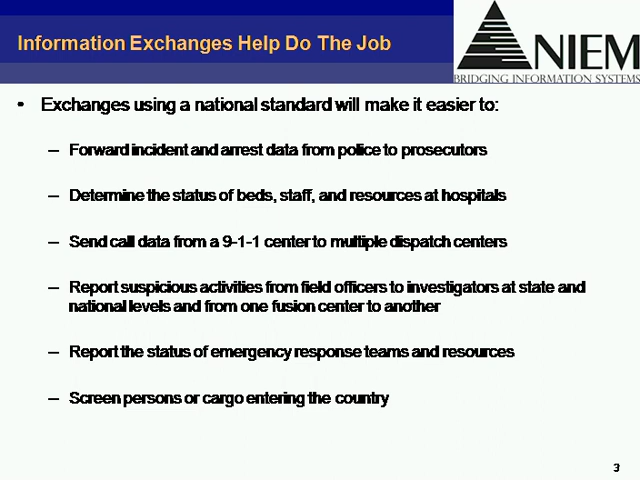 Information Exchanges Help Do The Job
NIEM
BRIDGING INFORMATION SYSTEMS
• Exchanges using a national standard will make it easier to:
– Forward incident and arrest data from police to prosecutors
– Determine the status of beds, staff, and resources at hospitals
– Send call data from a 9-1-1 center to multiple dispatch centers
– Report suspicious activities from field officers to investigators at state and
national levels and from one fusion center to another
– Report the status of emergency response teams and resources
– Screen persons or cargo entering the country
3